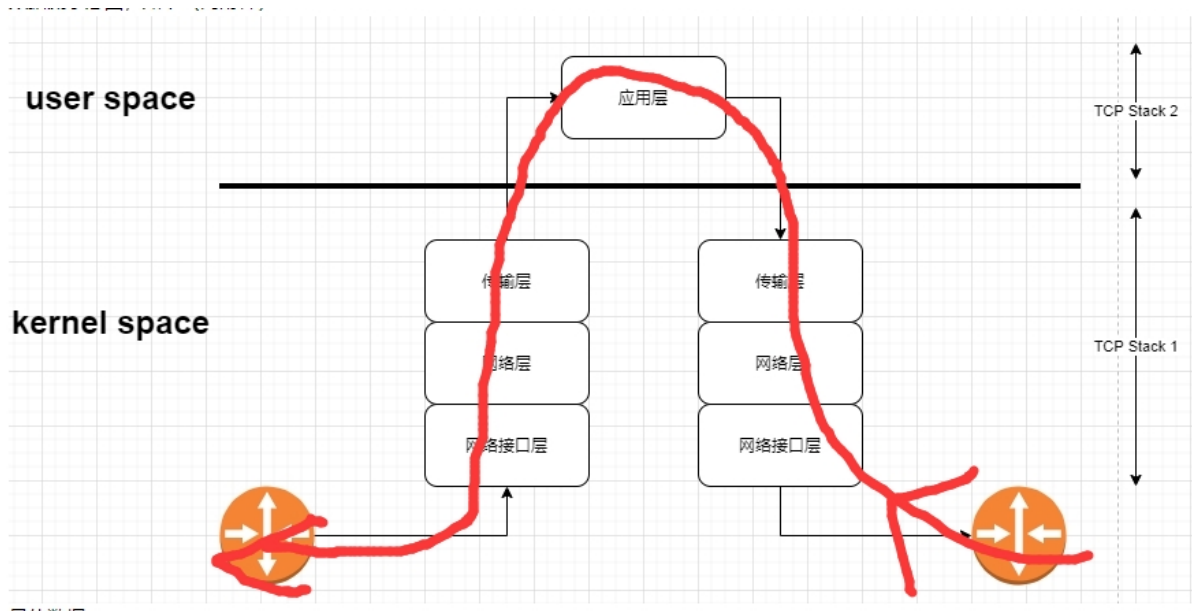 user space
应用层
TCP Stack 2
kernel space
传输层
传输层
网络层
网络层
TCP Stack 1
网络接口层
网络接口层